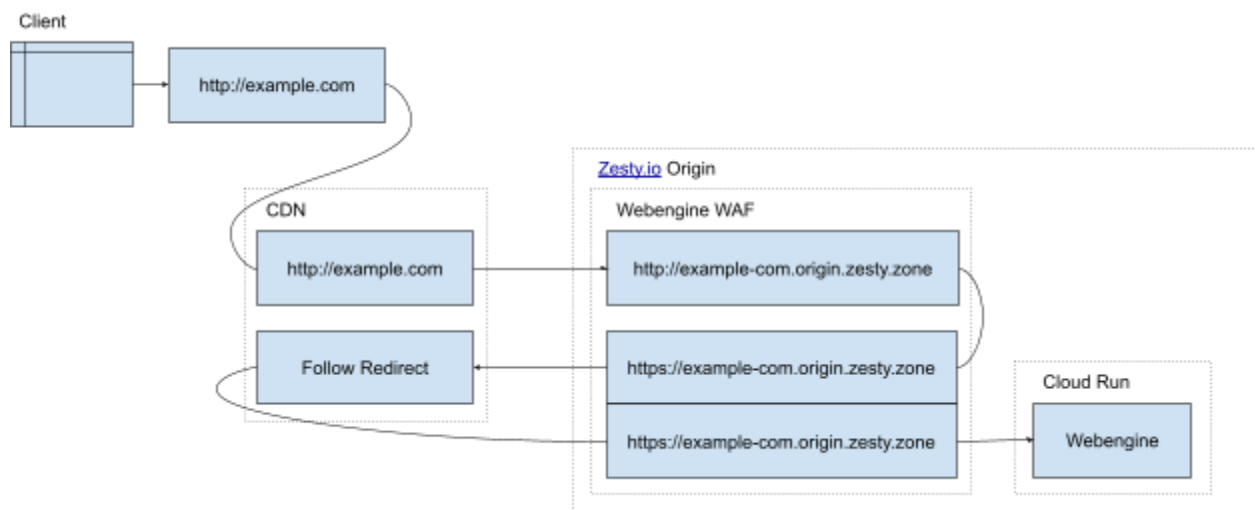 Client
http://example.com
Zesty.io Origin
CDN
Webengine WAF
http://example.com
http://example-com.origin.zesty.zone
Follow Redirect
https://example-com.origin.zesty.zone
Cloud Run
https://example-com.origin.zesty.zone
Webengine